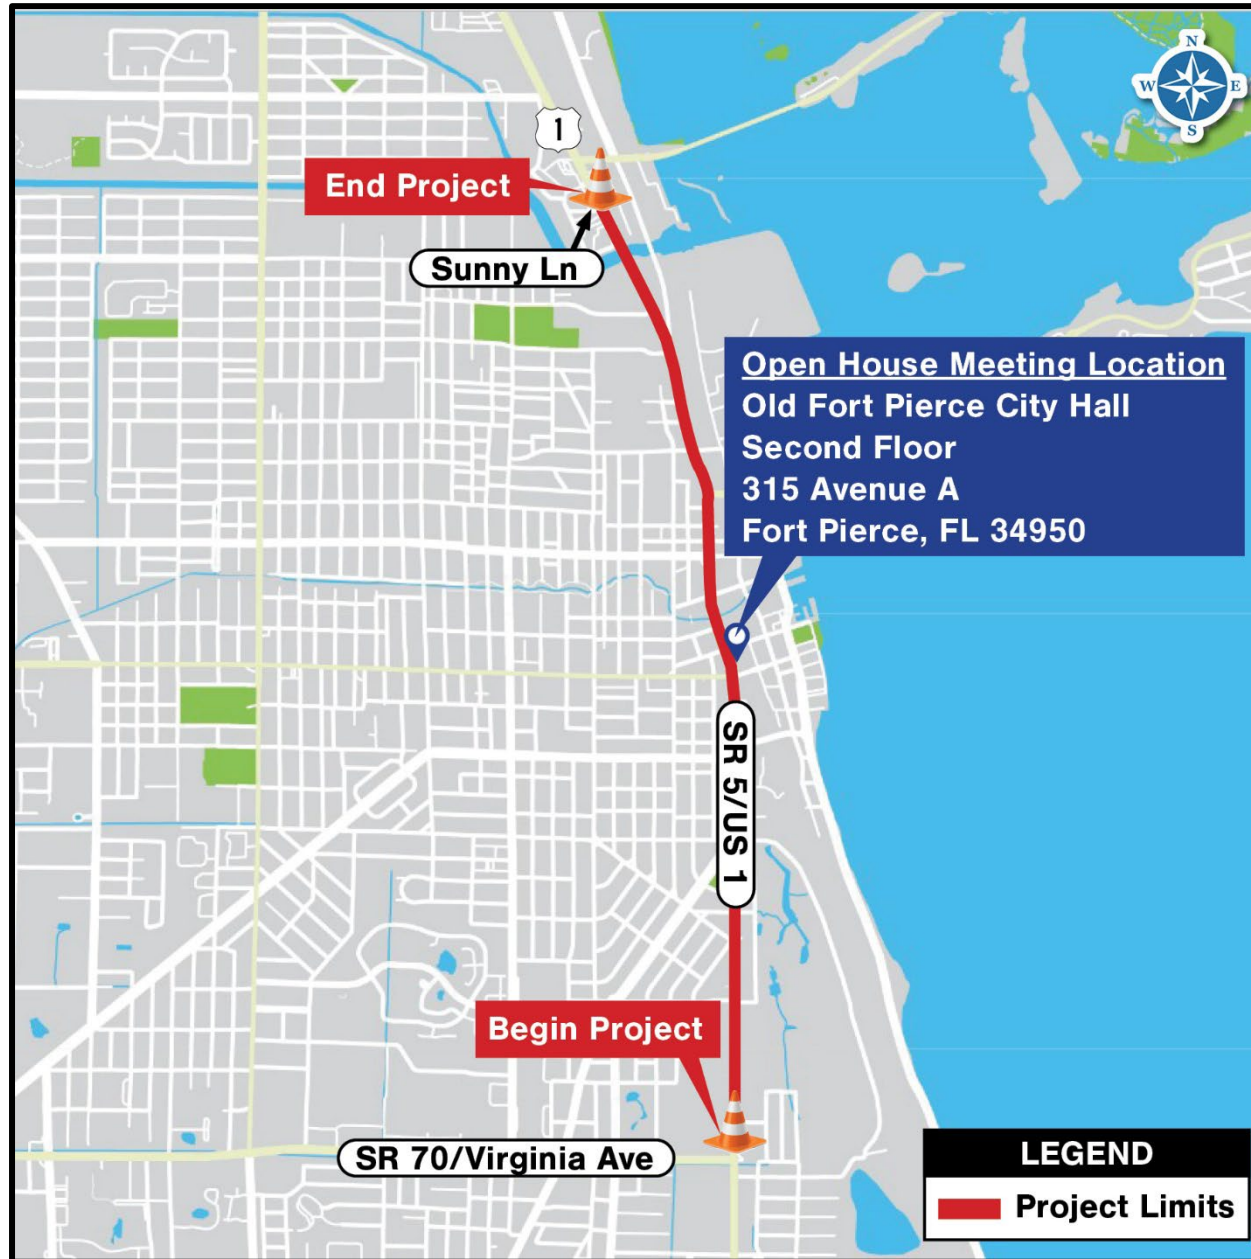 N
W
E
S
1
End Project
Sunny Ln
Open House Meeting Location
Old Fort Pierce City Hall
Second Floor
315 Avenue A
Fort Pierce, FL 34950
SR 5/US 1
Begin Project
SR 70/Virginia Ave
LEGEND
Project Limits